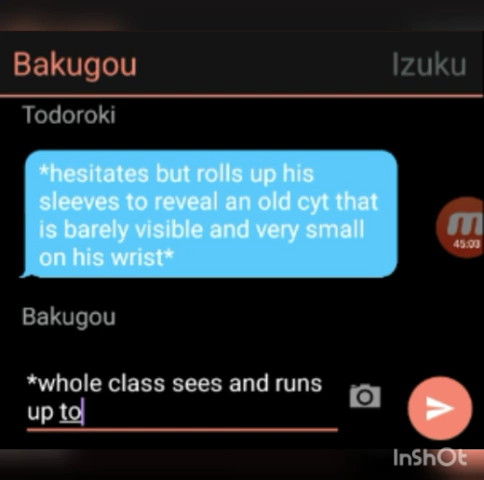 Bakugou Izuku
Todoroki
*hesitates but rolls up his
sleeves to reveal an old cyt that
is barely visible and very small
on his wrist*
45:03
Bakugou
*whole class sees and runs
up to
InShOt